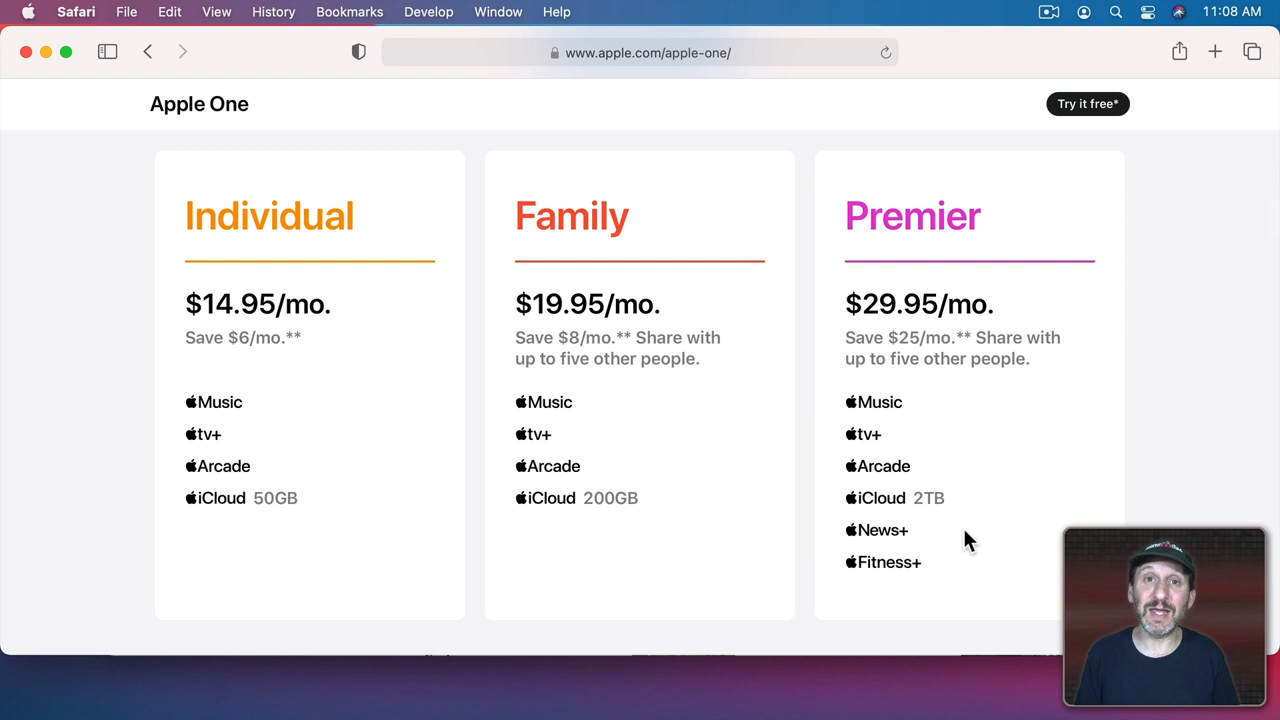 Safari File Edit View History Bookmarks Develop Window Help 11:08 AM
www.apple.com/apple-one/
Apple One
Try it free*
Individual
$14.95/mo.
Save $6/mo.**
Music
tv+
Arcade
iCloud 50GB
Family
$19.95/mo.
Save $8/mo.** Share with
up to five other people.
Music
tv+
Arcade
iCloud 200GB
Premier
$29.95/mo.
Save $25/mo.** Share with
up to five other people.
Music
tv+
Arcade
iCloud 2TB
News+
Fitness+